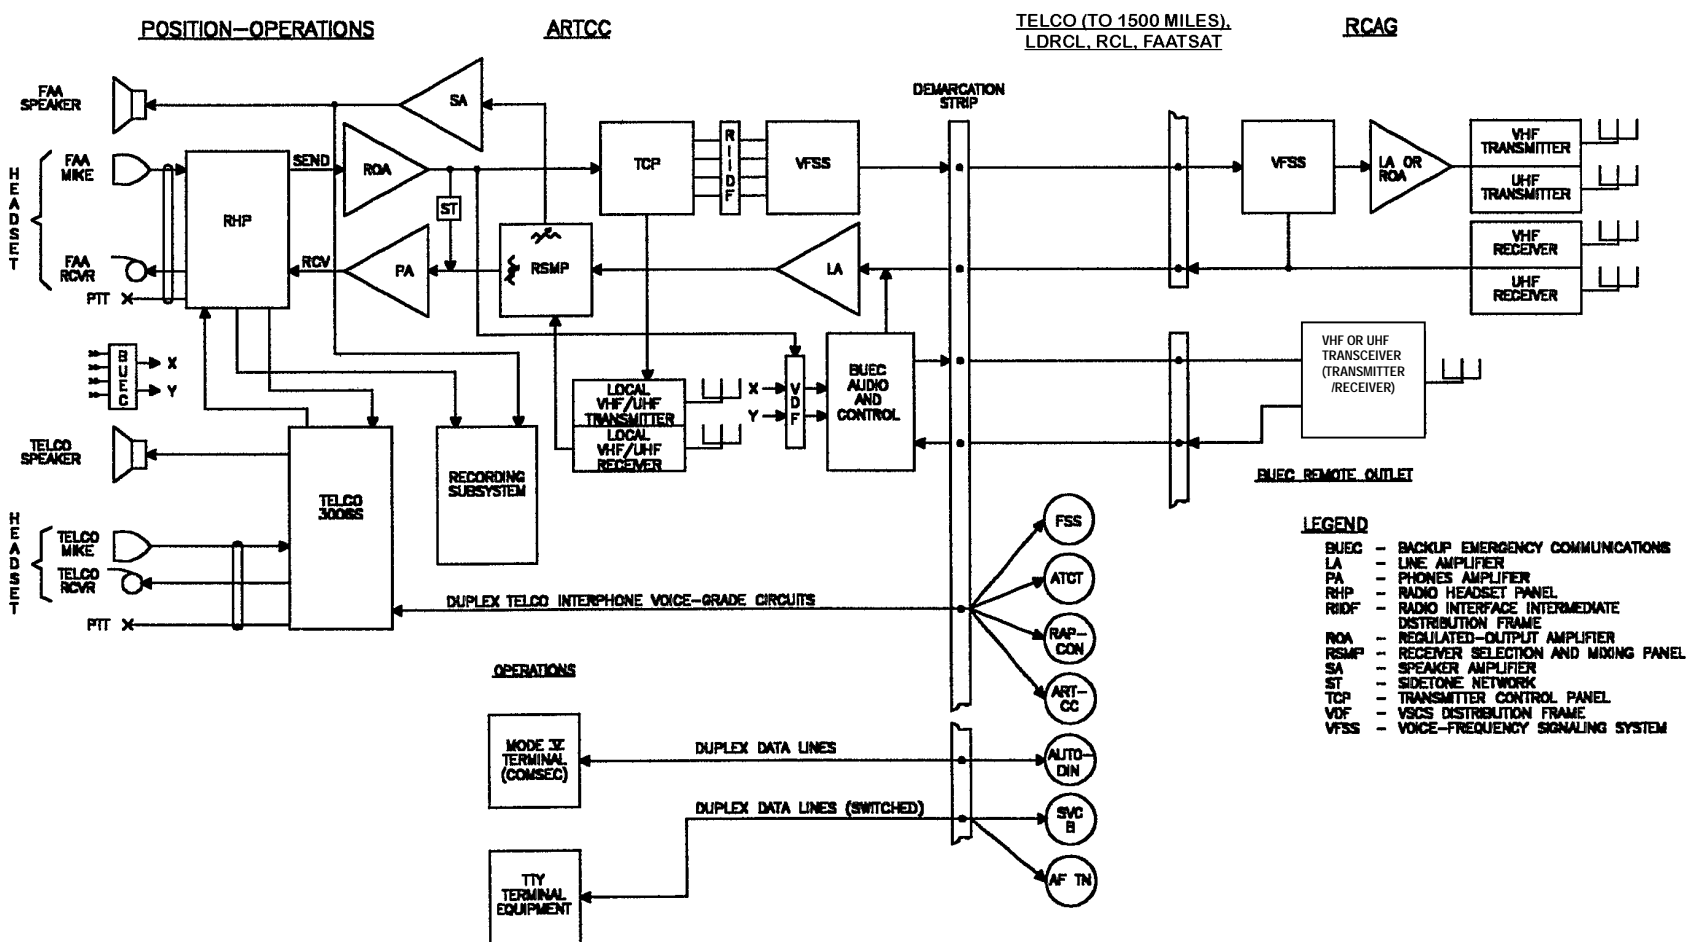 POSITION-OPERATIONS
ARTCC
TELCO (TO 1500 MILES),
LDRCL, RCL, FAATSAT
RCAG
FAA
SPEAKER
SA
DEMARCATION
STRIP
HEADSET
FAA
MIKE
RHP
SEND
ROA
ST
TCP
RIIDF
VFSS
VFSS
LA OR
ROA
VHF
TRANSMITTER
UHF
TRANSMITTER
FAA
RCVR
RCV
PA
RSMP
LA
VHF
RECEIVER
UHF
RECEIVER
PTT
BUEC
X
Y
LOCAL
VHF/UHF
TRANSMITTER
LOCAL
VHF/UHF
RECEIVER
X
Y
VDF
BUEC
AUDIO
AND
CONTROL
VHF OR UHF
TRANSCEIVER
(TRANSMITTER
/RECEIVER)
BUEC REMOTE OUTLET
TELCO
SPEAKER
TELCO
300SS
RECORDING
SUBSYSTEM
HEADSET
TELCO
MIKE
TELCO
RCVR
PTT
DUPLEX TELCO INTERPHONE VOICE-GRADE CIRCUITS
FSS
ATCT
RAP-
CON
ART-
CC
OPERATIONS
MODE V
TERMINAL
(COMSEC)
DUPLEX DATA LINES
AUTO-
DIN
DUPLEX DATA LINES (SWITCHED)
SVC
B
AF TN
TTY
TERMINAL
EQUIPMENT
LEGEND
BUEC - BACKUP EMERGENCY COMMUNICATIONS
LA - LINE AMPLIFIER
PA - PHONES AMPLIFIER
RHP - RADIO HEADSET PANEL
RIIDF - RADIO INTERFACE INTERMEDIATE
DISTRIBUTION FRAME
ROA - REGULATED-OUTPUT AMPLIFIER
RSMP - RECEIVER SELECTION AND MIXING PANEL
SA - SPEAKER AMPLIFIER
ST - SIDETONE NETWORK
TCP - TRANSMITTER CONTROL PANEL
VDF - VSCS DISTRIBUTION FRAME
VFSS - VOICE-FREQUENCY SIGNALING SYSTEM